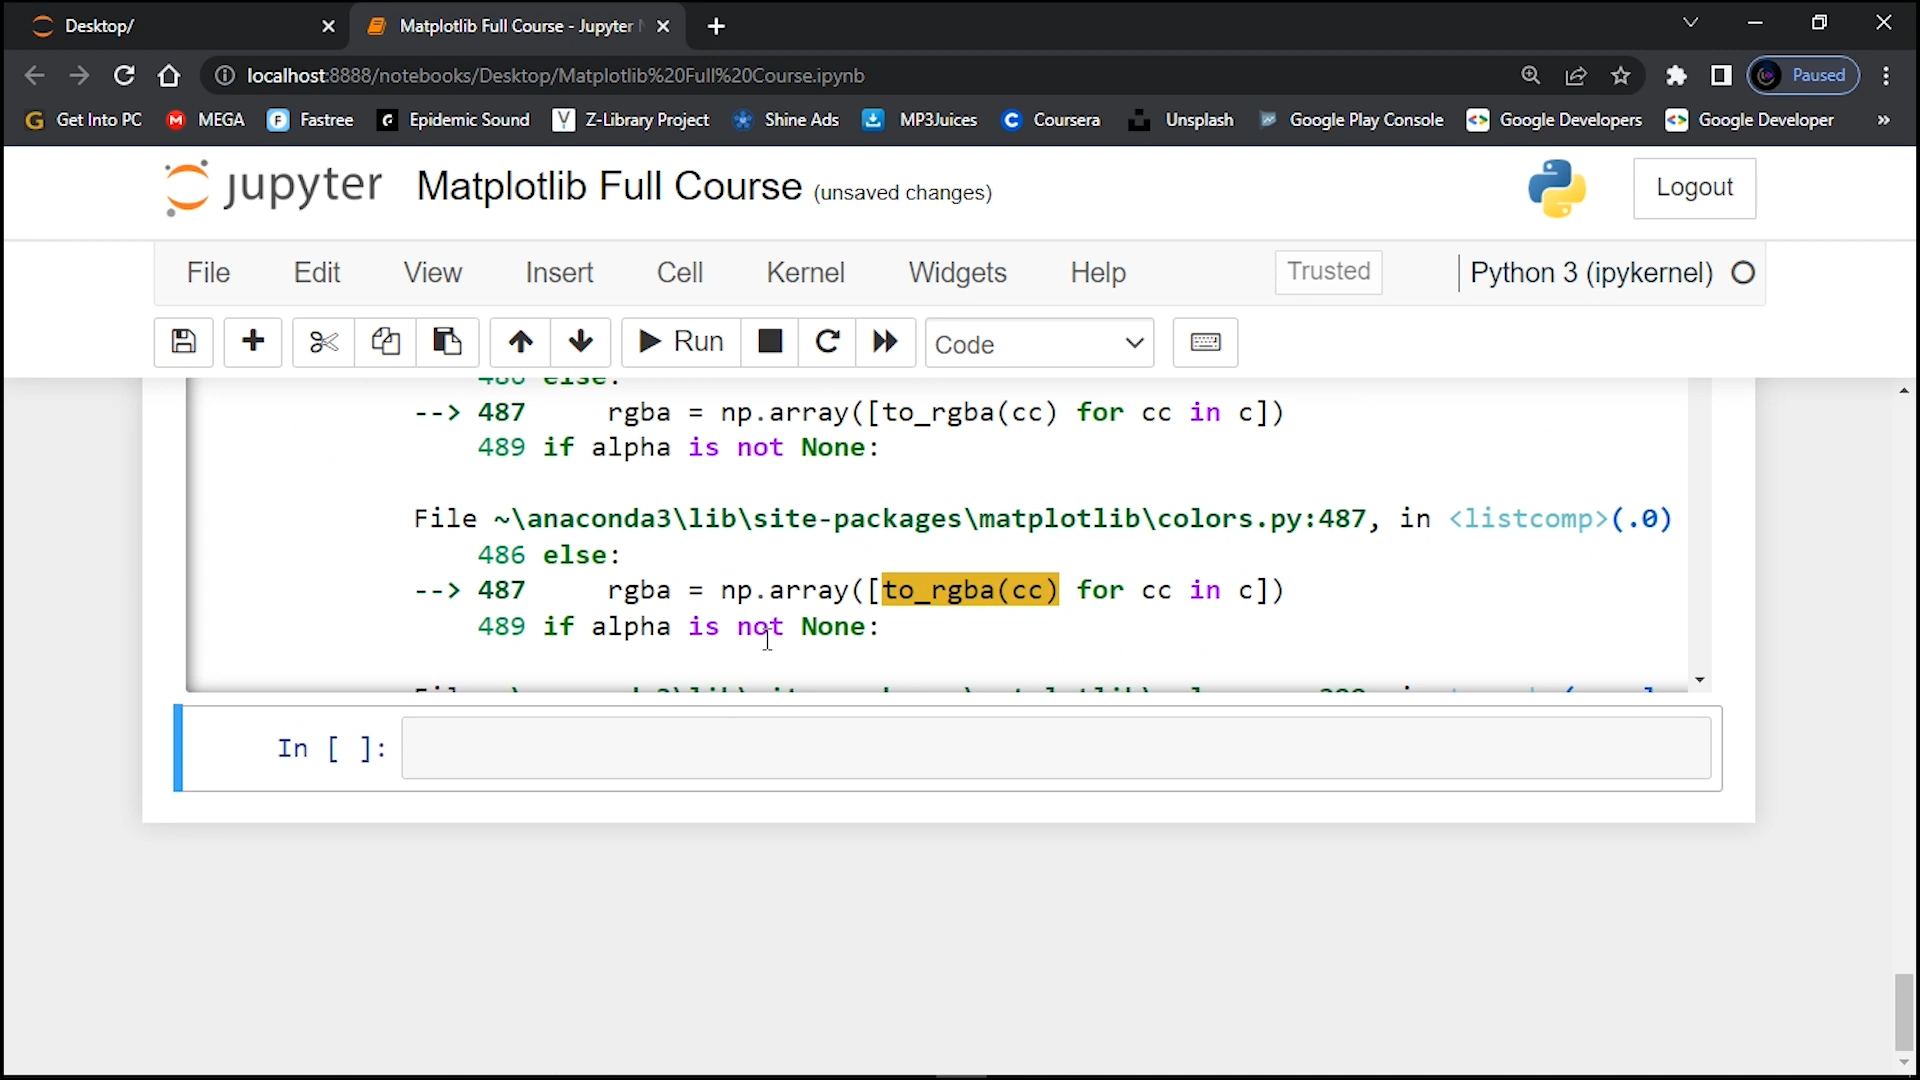 Desktop/
Matplotlib Full Course - Jupyter
localhost:8888/notebooks/Desktop/Matplotlib%20Full%20Course.ipynb
Paused
Get Into PC
MEGA
Fastree
Epidemic Sound
Z-Library Project
Shine Ads
MP3Juices
Coursera
Unsplash
Google Play Console
Google Developers
Google Developer
»
jupyter Matplotlib Full Course (unsaved changes)
Logout
File Edit View Insert Cell Kernel Widgets Help
Trusted
Python 3 (ipykernel)
Run
Code
486 else:
--> 487     rgba = np.array([to_rgba(cc) for cc in c])
489 if alpha is not None:
File ~\anaconda3\lib\site-packages\matplotlib\colors.py:487, in <listcomp>(.0)
486 else:
--> 487     rgba = np.array([to_rgba(cc) for cc in c])
489 if alpha is not None:
In [ ]: